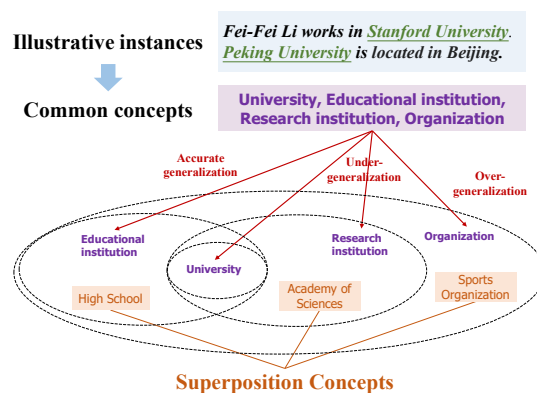 Illustrative instances
Fei-Fei Li works in Stanford University.
Peking University is located in Beijing.
Common concepts
University, Educational institution,
Research institution, Organization
Accurate
generalization
Under-
generalization
Over-
generalization
Educational
institution
University
Research
institution
Organization
High School
Academy of
Sciences
Sports
Organization
Superposition Concepts